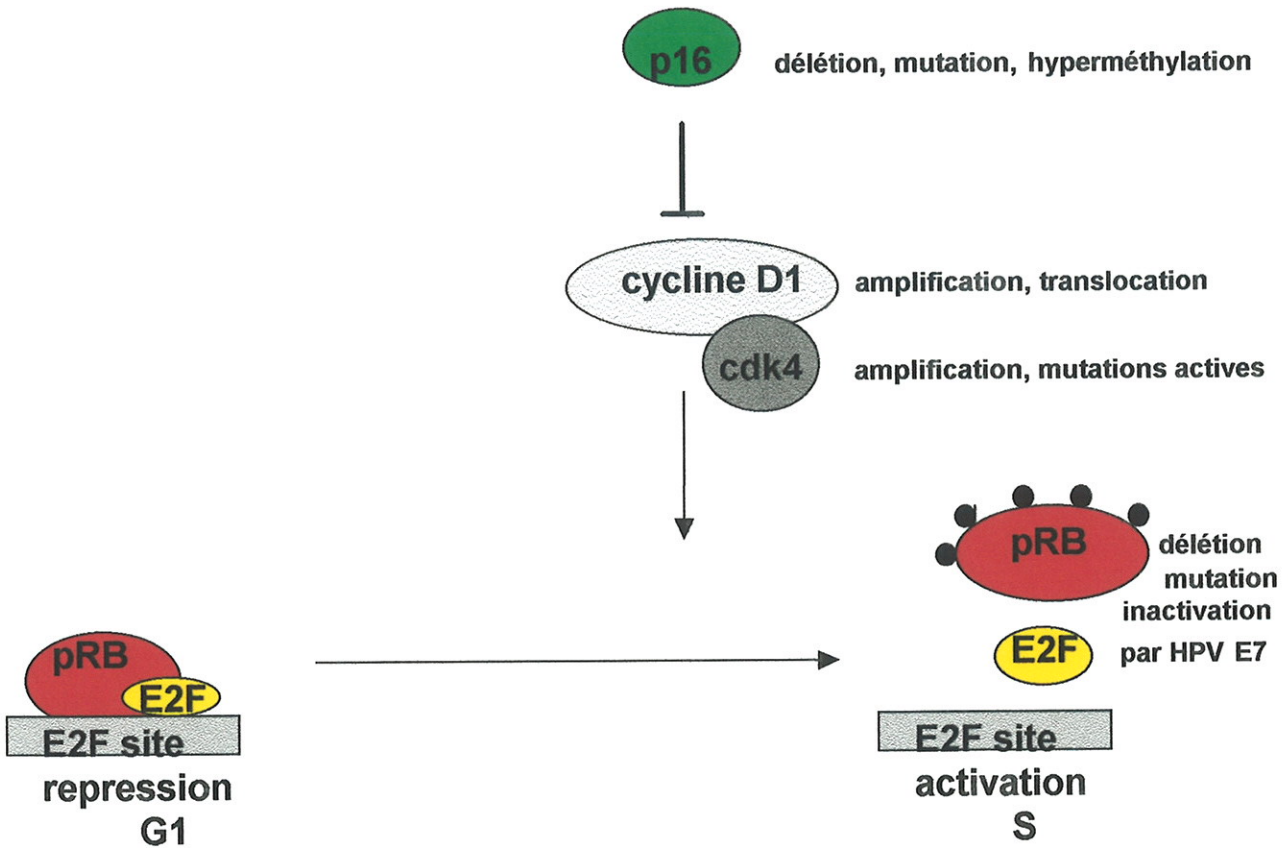 p16
délétion, mutation, hyperméthylation
cycline D1
amplification, translocation
cdk4
amplification, mutations actives
pRB
délétion
mutation
inactivation
E2F
par HPV E7
pRB
E2F
E2F site
repression
G1
E2F site
activation
S